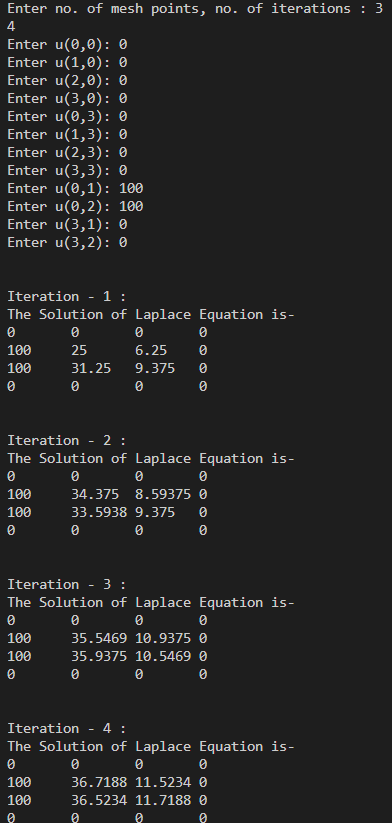 Enter no. of mesh points, no. of iterations : 3
4
Enter u(0,0): 0
Enter u(1,0): 0
Enter u(2,0): 0
Enter u(3,0): 0
Enter u(0,3): 0
Enter u(1,3): 0
Enter u(2,3): 0
Enter u(3,3): 0
Enter u(0,1): 100
Enter u(0,2): 100
Enter u(3,1): 0
Enter u(3,2): 0
Iteration - 1 :
The Solution of Laplace Equation is-
0 0 0 0
100 25 6.25 0
100 31.25 9.375 0
0 0 0 0
Iteration - 2 :
The Solution of Laplace Equation is-
0 0 0 0
100 34.375 8.59375 0
100 33.5938 9.375 0
0 0 0 0
Iteration - 3 :
The Solution of Laplace Equation is-
0 0 0 0
100 35.5469 10.9375 0
100 35.9375 10.5469 0
0 0 0 0
Iteration - 4 :
The Solution of Laplace Equation is-
0 0 0 0
100 36.7188 11.5234 0
100 36.5234 11.7188 0
0 0 0 0